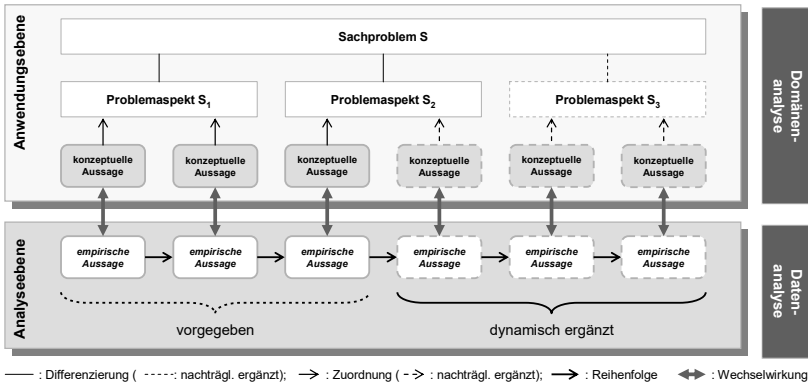 Anwendungsebene
Sachproblem S
Problemaspekt S1
Problemaspekt S2
Problemaspekt S3
konzeptuelle
Aussage
konzeptuelle
Aussage
konzeptuelle
Aussage
konzeptuelle
Aussage
konzeptuelle
Aussage
konzeptuelle
Aussage
Domänen-
analyse
Analyseebene
empirische
Aussage
empirische
Aussage
empirische
Aussage
empirische
Aussage
empirische
Aussage
empirische
Aussage
vorgegeben
dynamisch ergänzt
Daten-
analyse
: Differenzierung ( : nachträgl. ergänzt); : Zuordnung ( : nachträgl. ergänzt); : Reihenfolge : Wechselwirkung